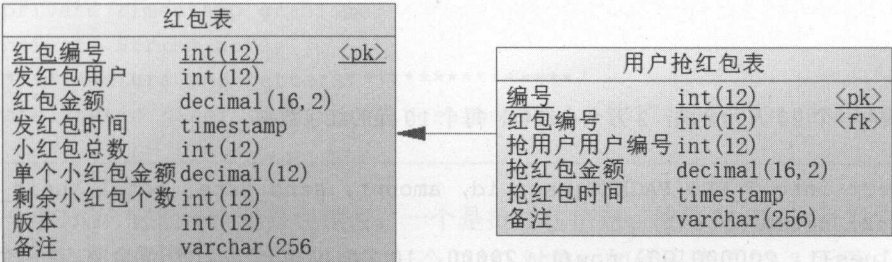 红包表
红包编号 int(12) <pk>
发红包用户 int(12)
红包金额 decimal(16,2)
发红包时间 timestamp
小红包总数 int(12)
单个小红包金额 decimal(12)
剩余小红包个数 int(12)
版本 int(12)
备注 varchar(256
用户抢红包表
编号 int(12) <pk>
红包编号 int(12) <fk>
抢用户用户编号 int(12)
抢红包金额 decimal(16,2)
抢红包时间 timestamp
备注 varchar(256)